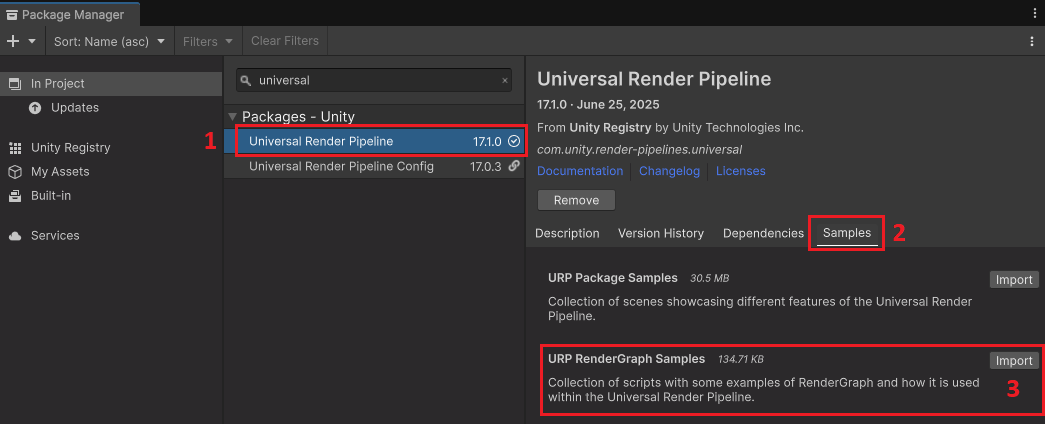 Package Manager
Sort: Name (asc) Filters Clear Filters
In Project
Updates
Unity Registry
My Assets
Built-in
Services
universal
Packages - Unity
1
Universal Render Pipeline 17.1.0
Universal Render Pipeline Config 17.0.3
Universal Render Pipeline
17.1.0 · June 25, 2025
From Unity Registry by Unity Technologies Inc.
com.unity.render-pipelines.universal
Documentation Changelog Licenses
Remove
Description Version History Dependencies Samples 2
URP Package Samples 30.5 MB Import
Collection of scenes showcasing different features of the Universal Render
Pipeline.
URP RenderGraph Samples 134.71 KB Import
Collection of scripts with some examples of RenderGraph and how it is used
within the Universal Render Pipeline.
3